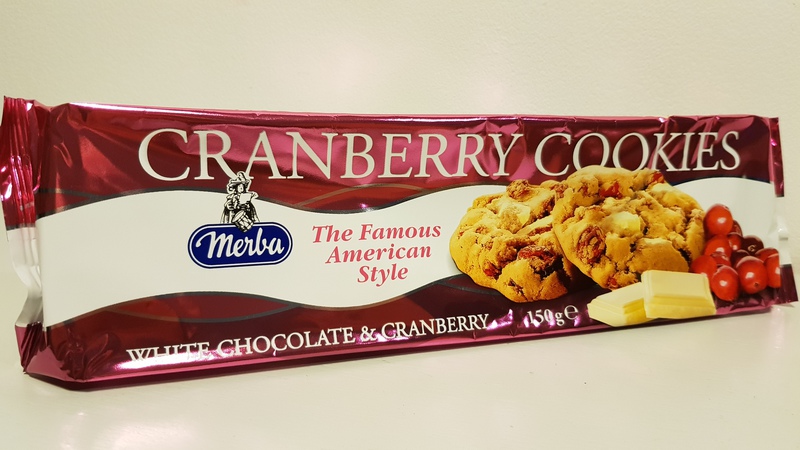 CRANBERRY COOKIES
Merba
The Famous
American
Style
WHITE CHOCOLATE & CRANBERRY
150g℮